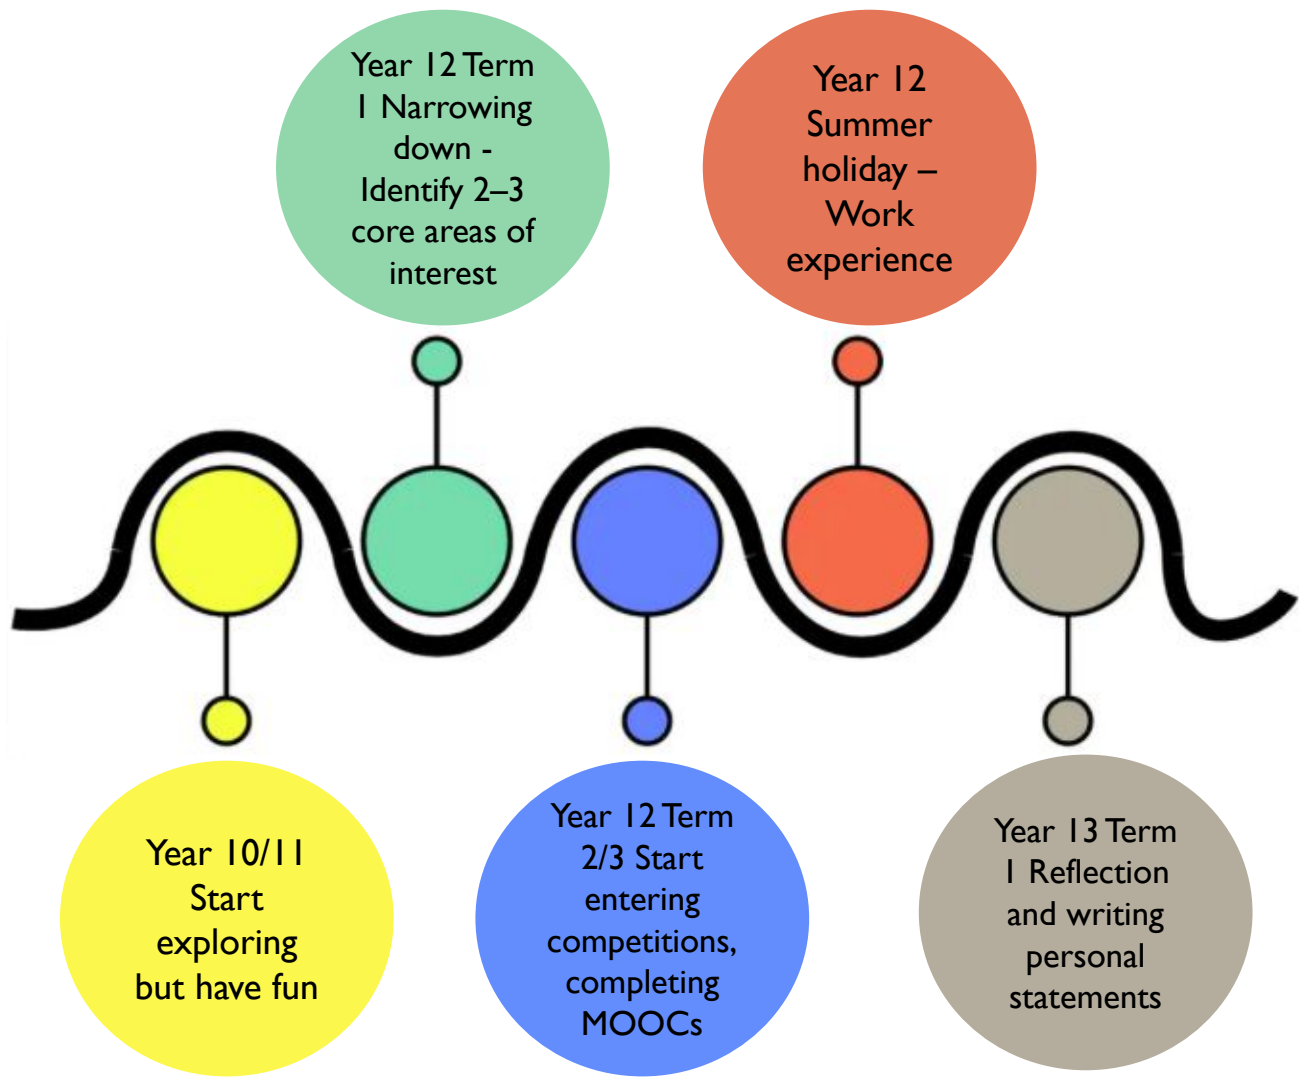 Year 10/11
Start
exploring
but have fun
Year 12 Term
1 Narrowing
down -
Identify 2–3
core areas of
interest
Year 12 Term
2/3 Start
entering
competitions,
completing
MOOCs
Year 12
Summer
holiday –
Work
experience
Year 13 Term
1 Reflection
and writing
personal
statements